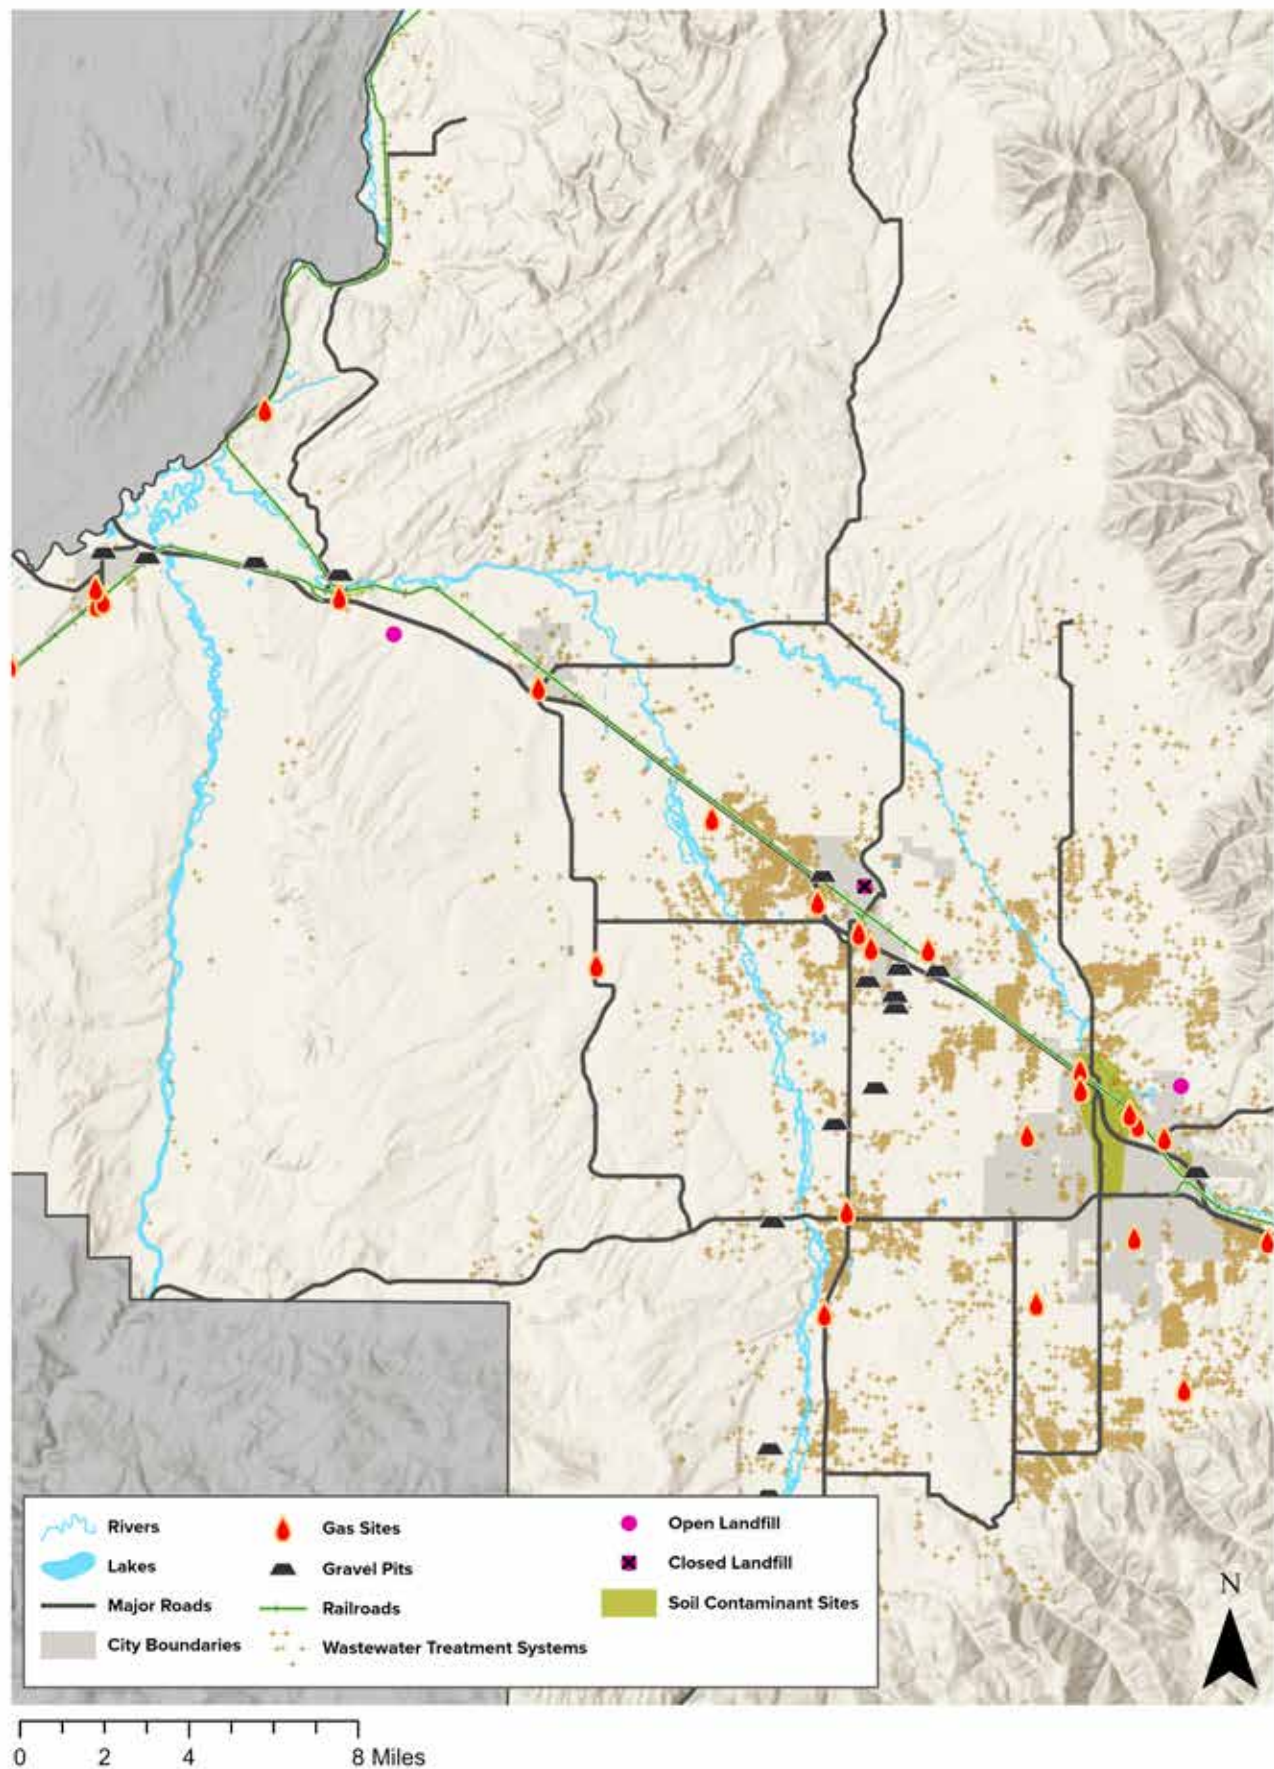 Rivers
Lakes
Major Roads
City Boundaries
Gas Sites
Gravel Pits
Railroads
Wastewater Treatment Systems
Open Landfill
Closed Landfill
Soil Contaminant Sites
N
0 2 4 8 Miles